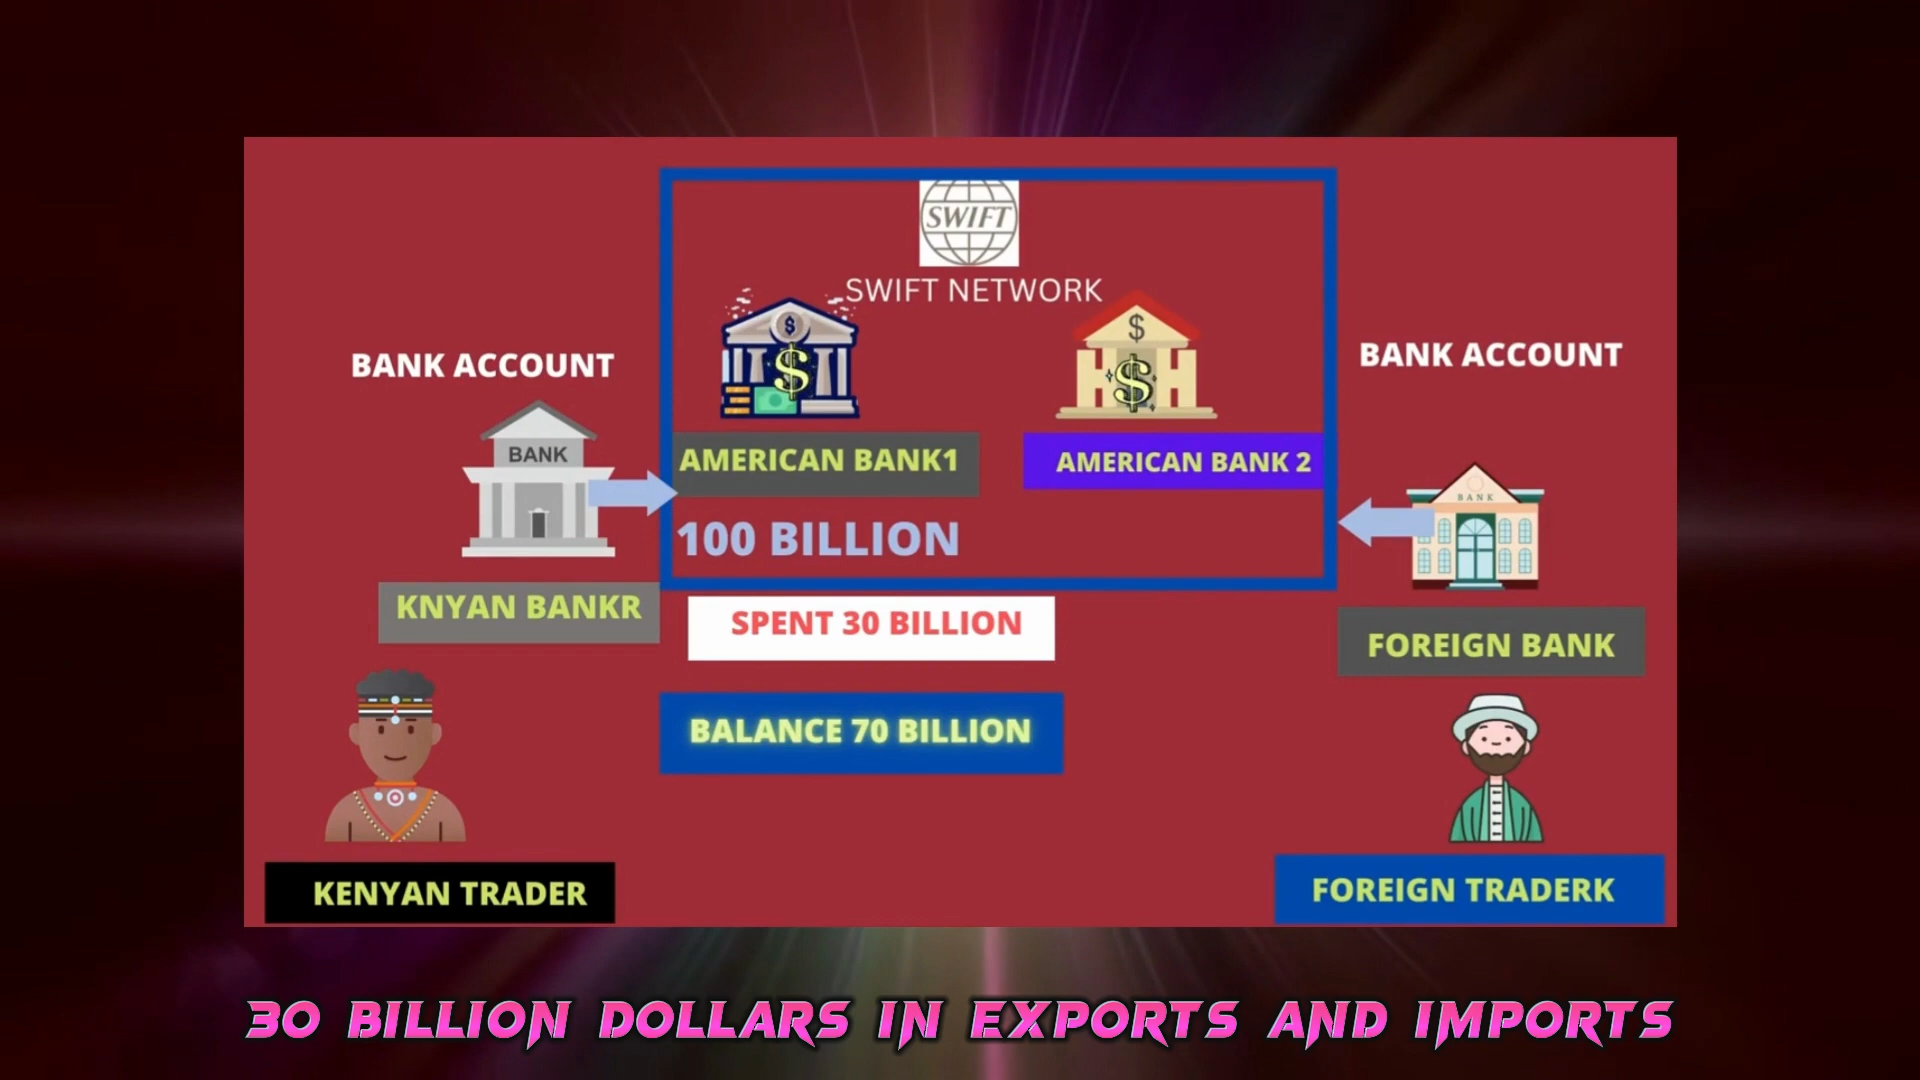 SWIFT
SWIFT NETWORK
$
$
$
$
BANK ACCOUNT
BANK ACCOUNT
BANK
AMERICAN BANK1
AMERICAN BANK 2
BANK
100 BILLION
KNYAN BANKR
SPENT 30 BILLION
FOREIGN BANK
BALANCE 70 BILLION
KENYAN TRADER
FOREIGN TRADERK
30 BILLION DOLLARS IN EXPORTS AND IMPORTS